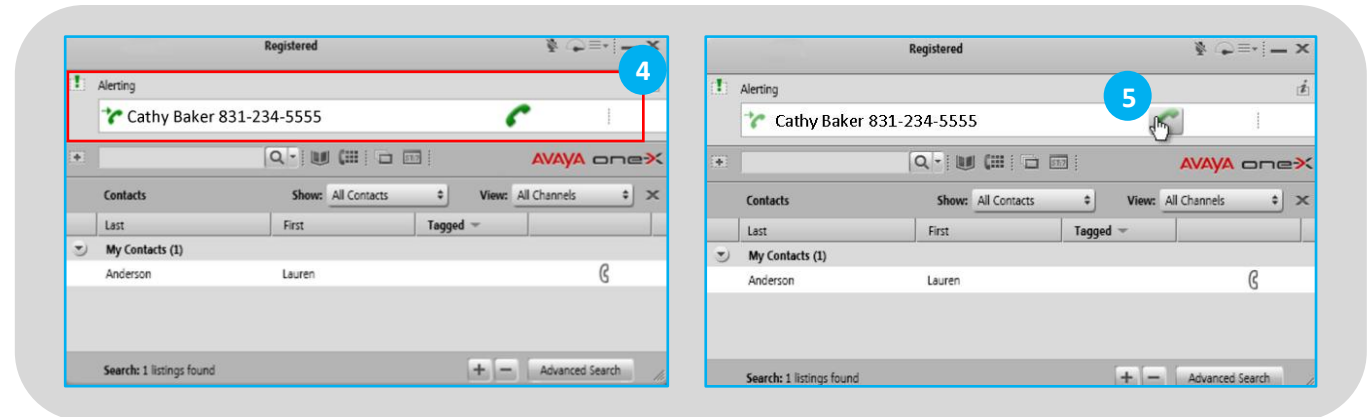 Registered
4
Alerting
Cathy Baker 831-234-5555
AVAYA one-X
Contacts Show: All Contacts View: All Channels
Last First Tagged
My Contacts (1)
Anderson Lauren
Search: 1 listings found + − Advanced Search
Registered
5
Alerting
Cathy Baker 831-234-5555
AVAYA one-X
Contacts Show: All Contacts View: All Channels
Last First Tagged
My Contacts (1)
Anderson Lauren
Search: 1 listings found + − Advanced Search